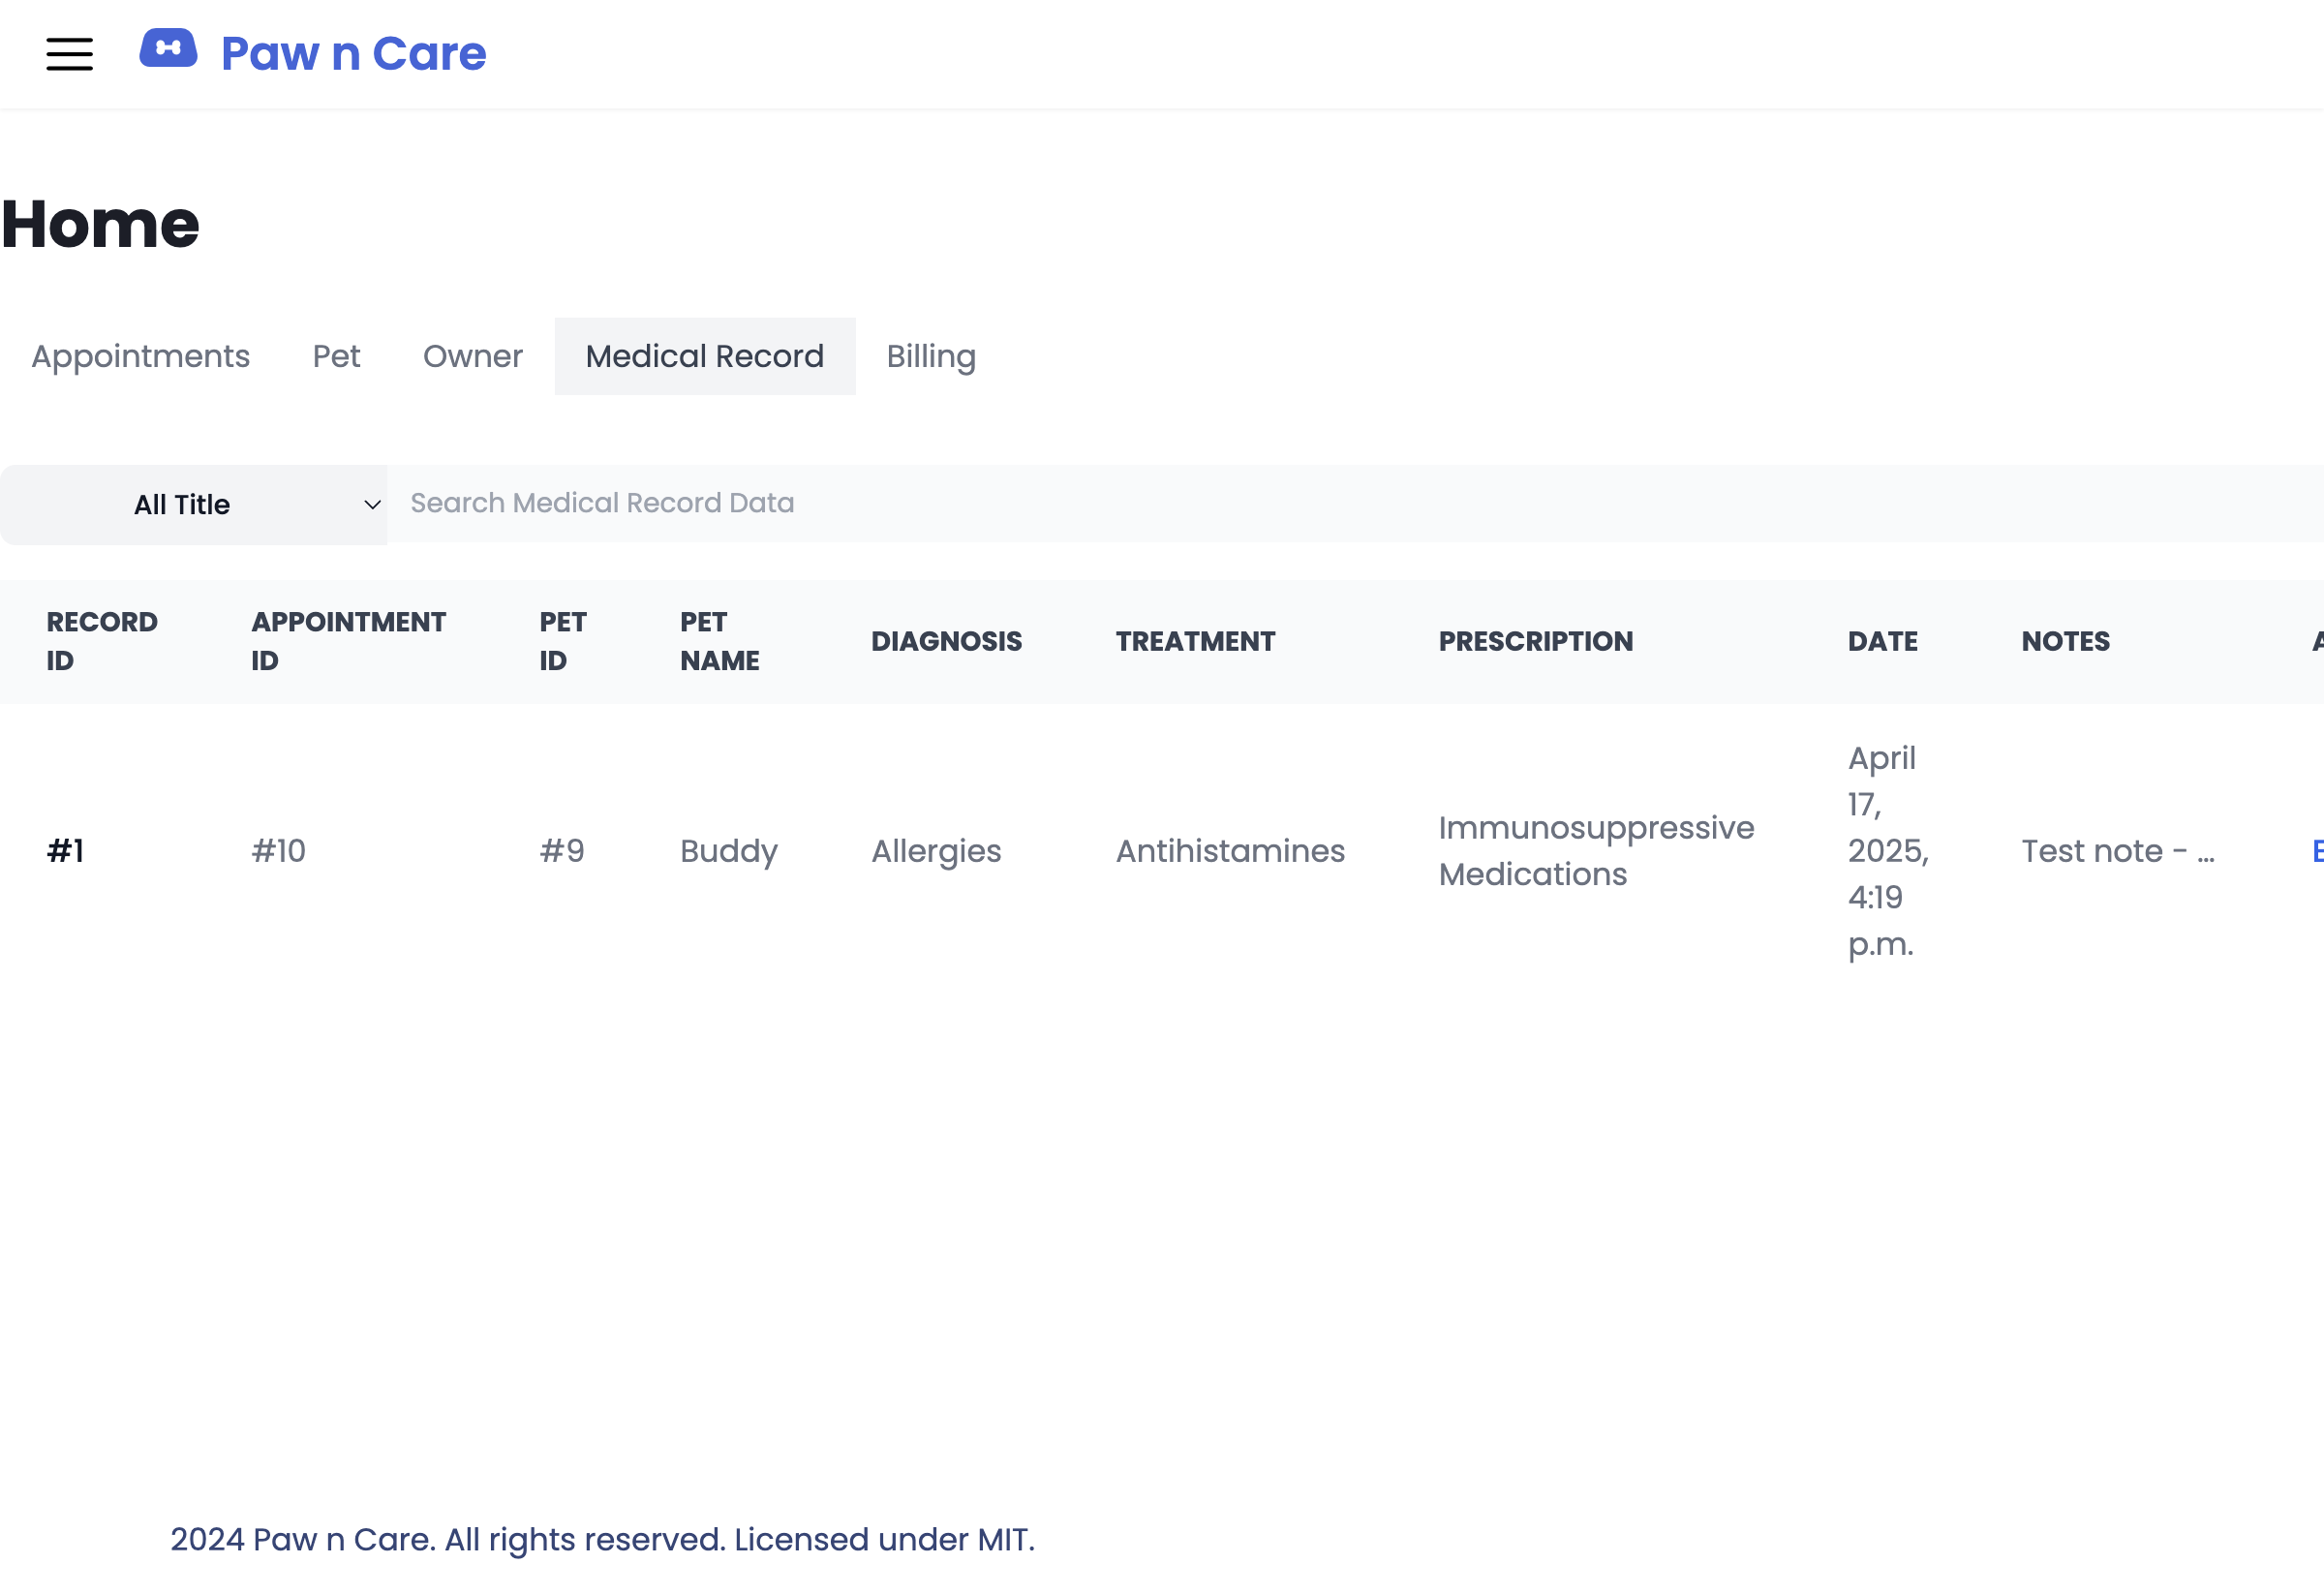 Paw n Care
Home
Appointments Pet Owner Medical Record Billing
All Title Search Medical Record Data
RECORD ID APPOINTMENT ID PET ID PET NAME DIAGNOSIS TREATMENT PRESCRIPTION DATE NOTES
#1 #10 #9 Buddy Allergies Antihistamines Immunosuppressive Medications April 17, 2025, 4:19 p.m. Test note - ...
2024 Paw n Care. All rights reserved. Licensed under MIT.